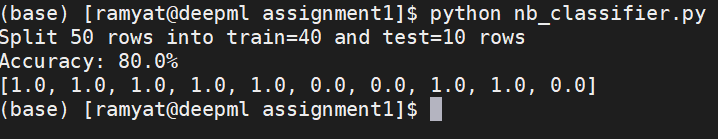 (base) [ramyat@deepml assignment1]$ python nb_classifier.py
Split 50 rows into train=40 and test=10 rows
Accuracy: 80.0%
[1.0, 1.0, 1.0, 1.0, 1.0, 0.0, 0.0, 1.0, 1.0, 0.0]
(base) [ramyat@deepml assignment1]$